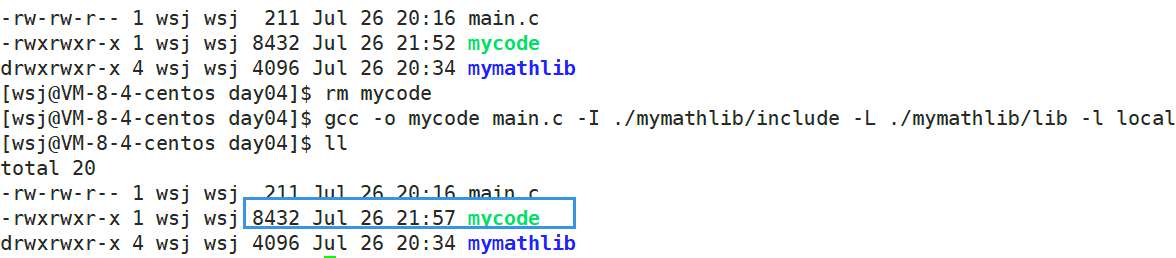 -rw-rw-r-- 1 wsj wsj  211 Jul 26 20:16 main.c
-rwxrwxr-x 1 wsj wsj 8432 Jul 26 21:52 mycode
drwxrwxr-x 4 wsj wsj 4096 Jul 26 20:34 mymathlib
[wsj@VM-8-4-centos day04]$ rm mycode
[wsj@VM-8-4-centos day04]$ gcc -o mycode main.c -I ./mymathlib/include -L ./mymathlib/lib -l local
[wsj@VM-8-4-centos day04]$ ll
total 20
-rw-rw-r-- 1 wsj wsj  211 Jul 26 20:16 main.c
-rwxrwxr-x 1 wsj wsj 8432 Jul 26 21:57 mycode
drwxrwxr-x 4 wsj wsj 4096 Jul 26 20:34 mymathlib